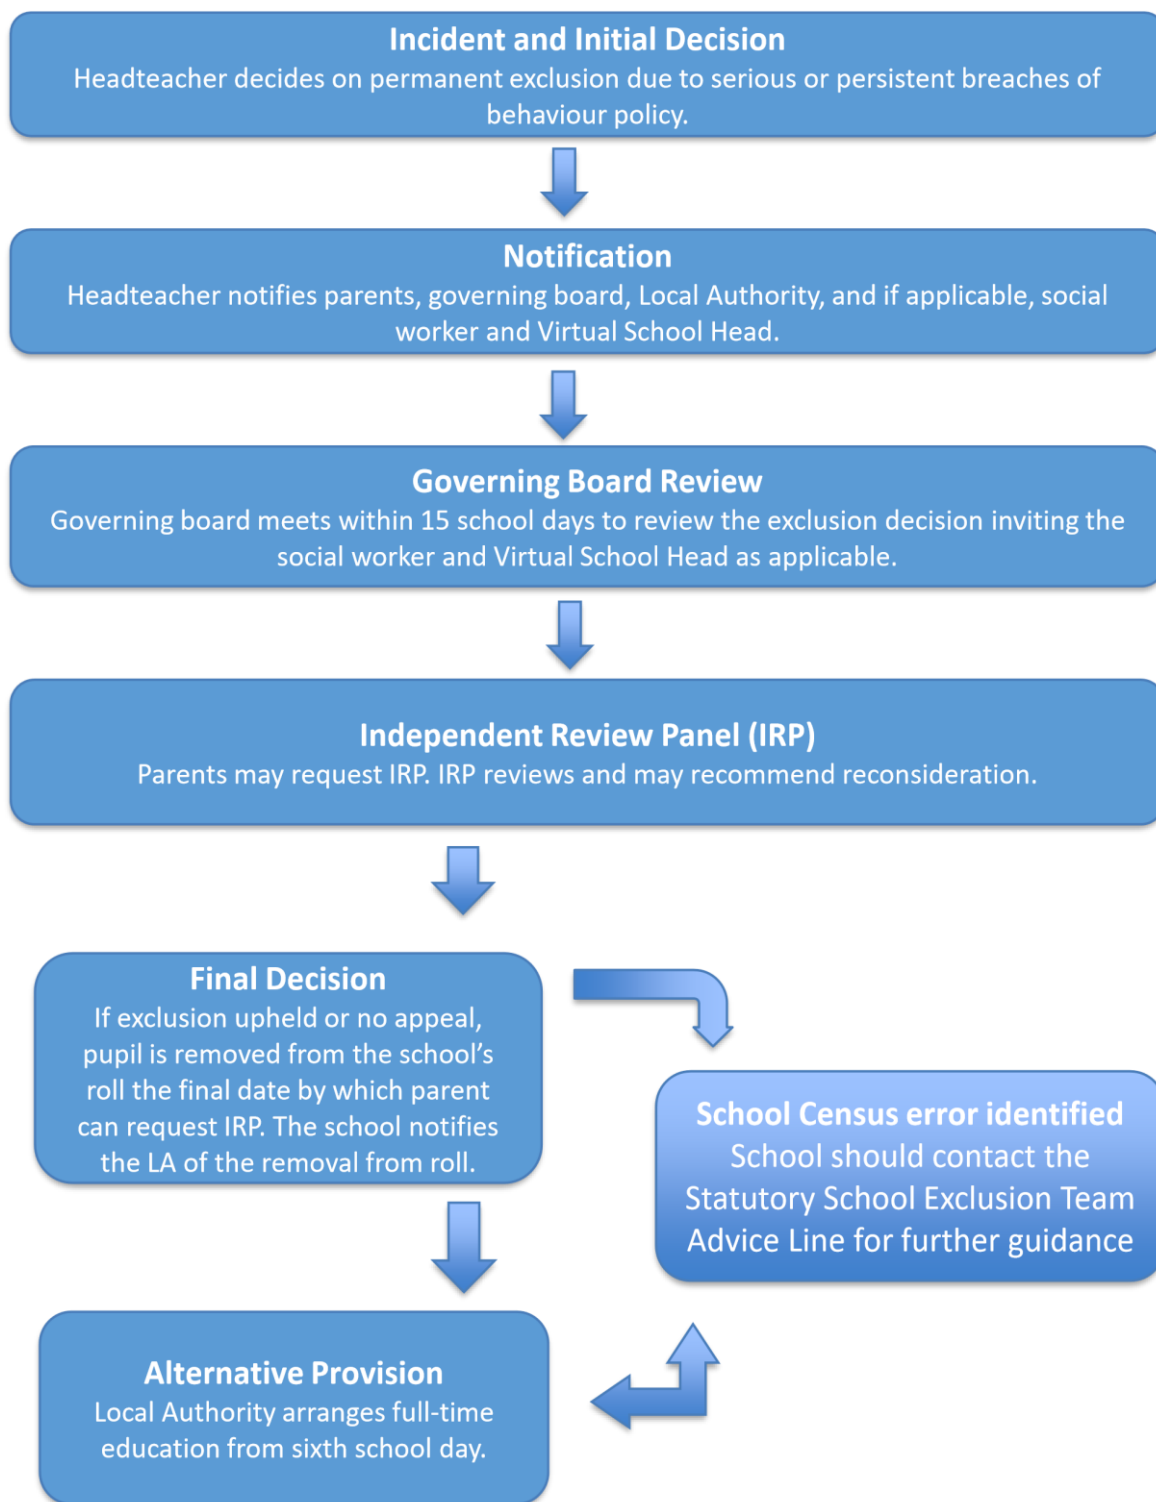 Incident and Initial Decision
Headteacher decides on permanent exclusion due to serious or persistent breaches of
behaviour policy.
Notification
Headteacher notifies parents, governing board, Local Authority, and if applicable, social
worker and Virtual School Head.
Governing Board Review
Governing board meets within 15 school days to review the exclusion decision inviting the
social worker and Virtual School Head as applicable.
Independent Review Panel (IRP)
Parents may request IRP. IRP reviews and may recommend reconsideration.
Final Decision
If exclusion upheld or no appeal,
pupil is removed from the school’s
roll the final date by which parent
can request IRP. The school notifies
the LA of the removal from roll.
School Census error identified
School should contact the
Statutory School Exclusion Team
Advice Line for further guidance
Alternative Provision
Local Authority arranges full-time
education from sixth school day.